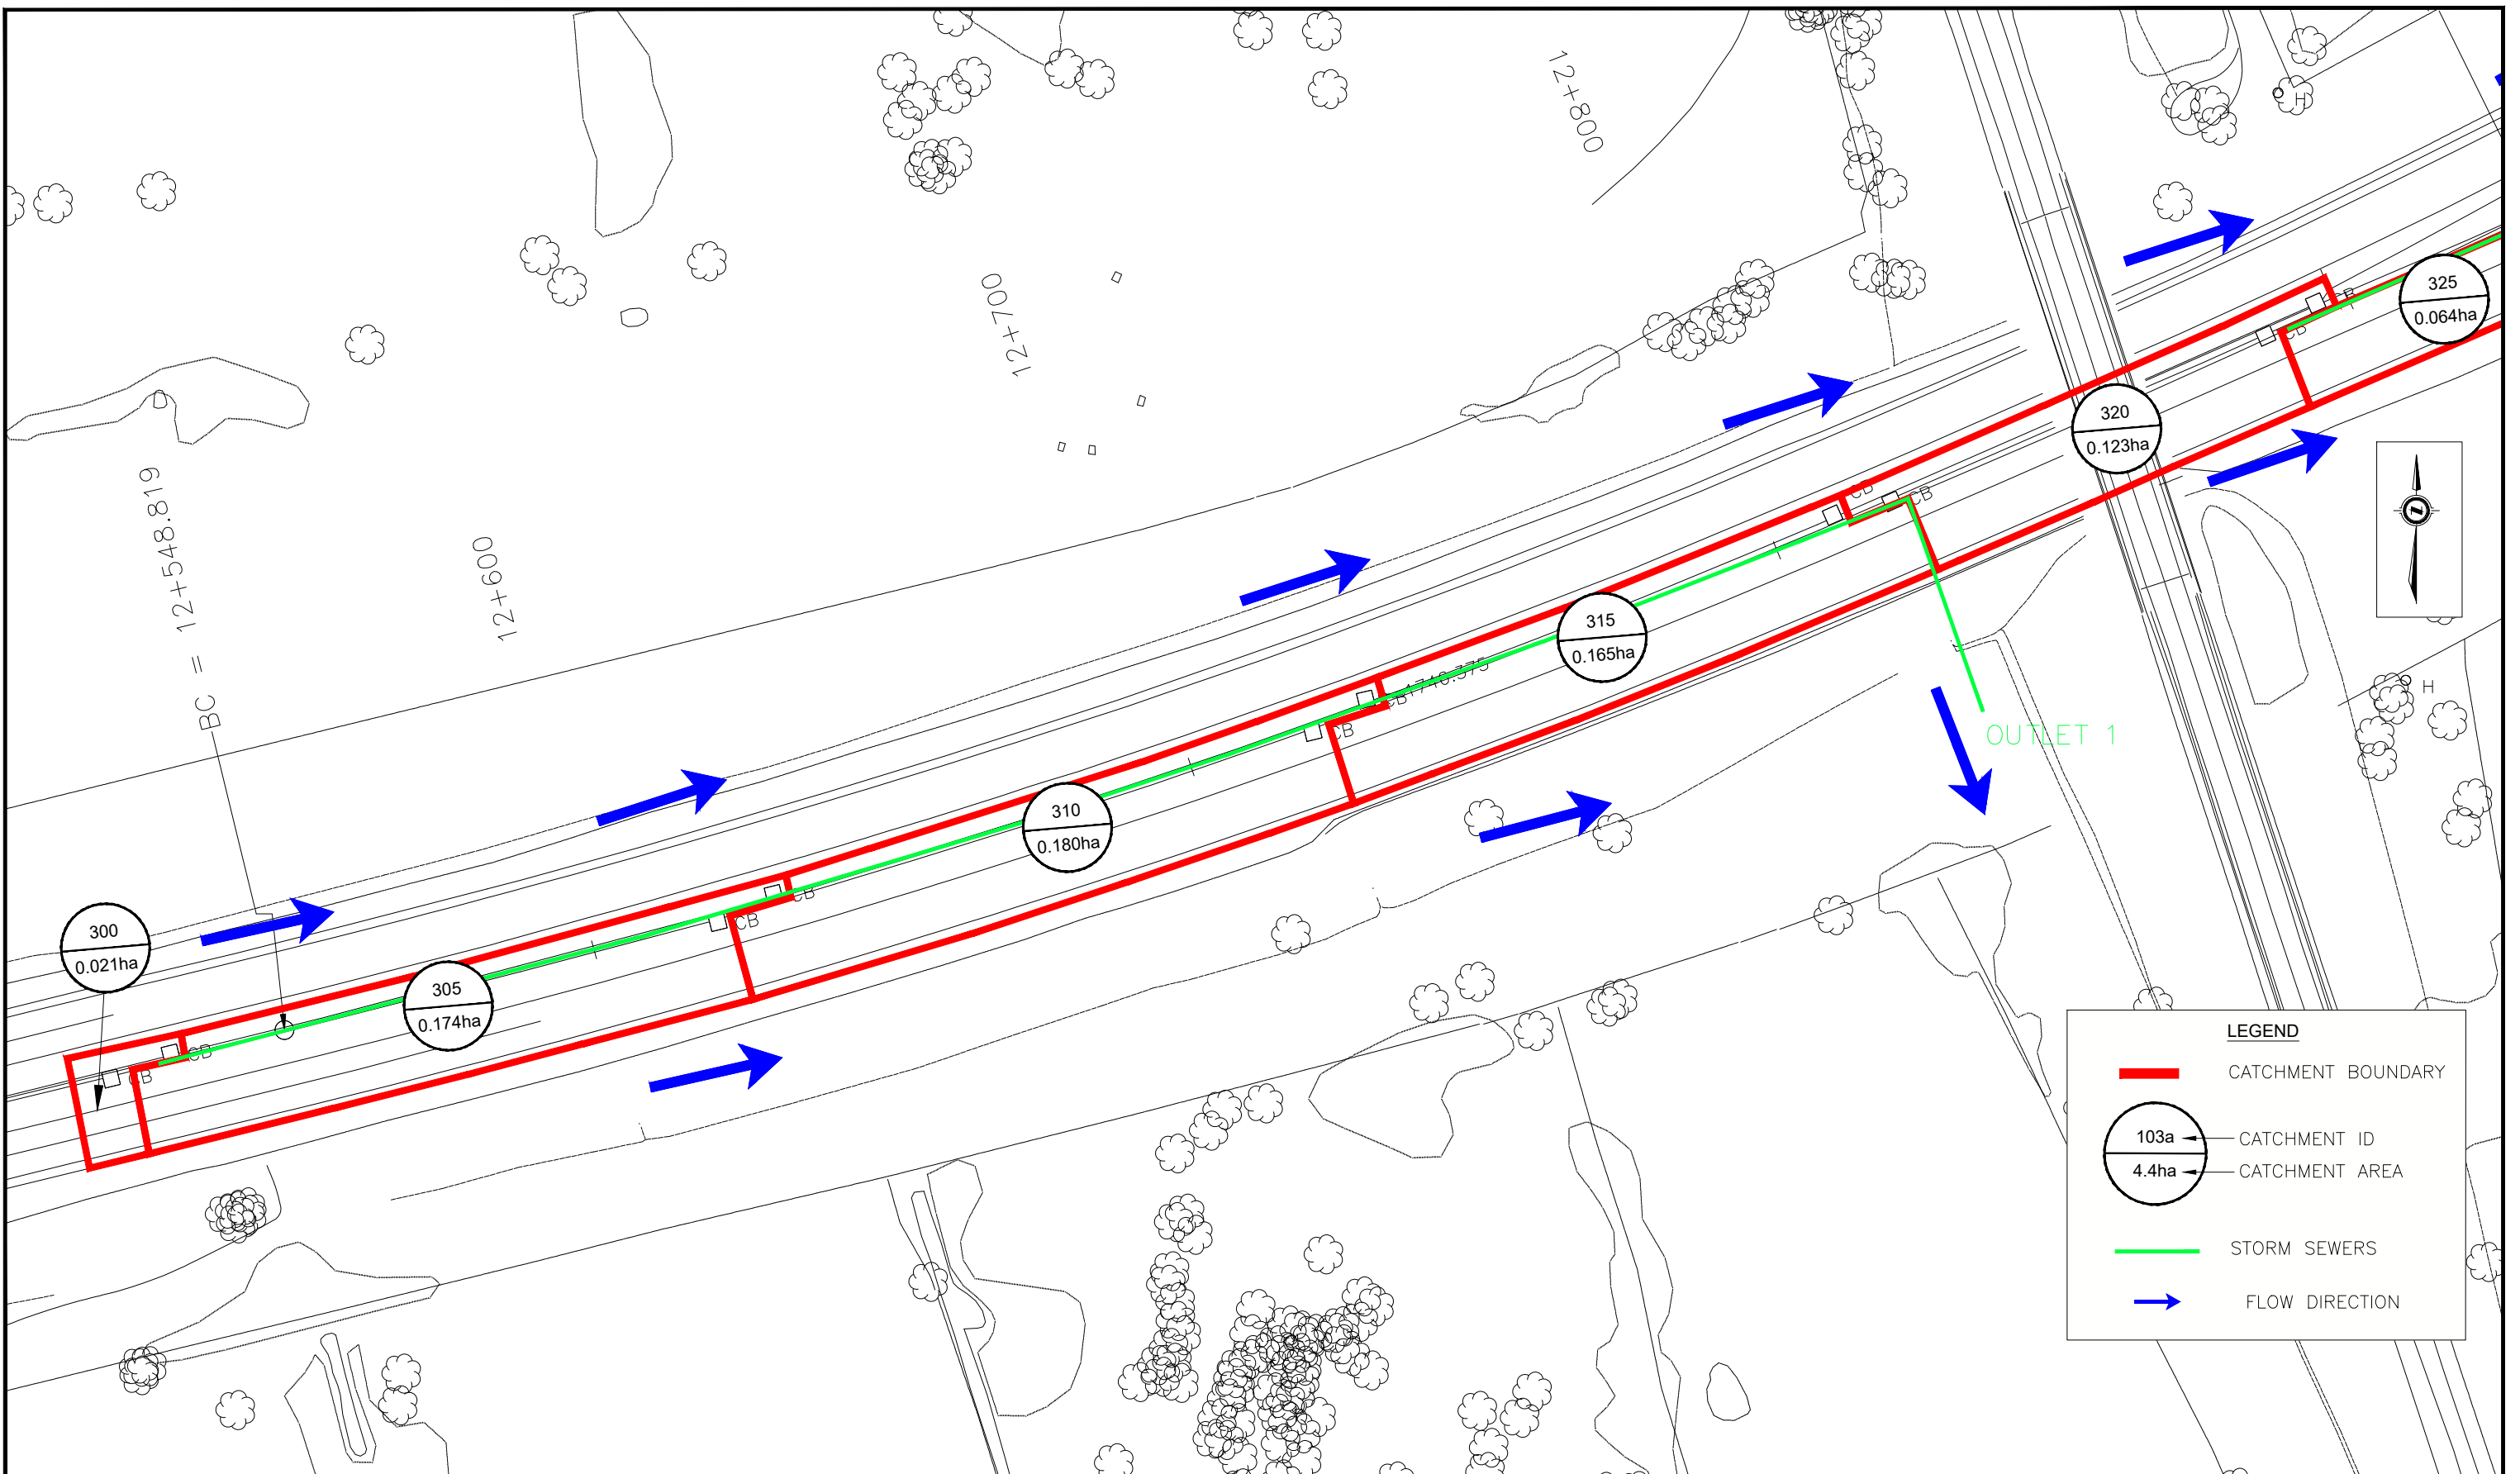 12+800
H
325
0.064ha
12+700
CB
CB
320
0.123ha
BC = 12+548.819
12+600
CB
CB
315
0.165ha
CB
CB
H
OUTLET 1
310
0.180ha
CB
CB
300
0.021ha
305
0.174ha
CB
CB
LEGEND
CATCHMENT BOUNDARY
103a
CATCHMENT ID
4.4ha
CATCHMENT AREA
STORM SEWERS
FLOW DIRECTION